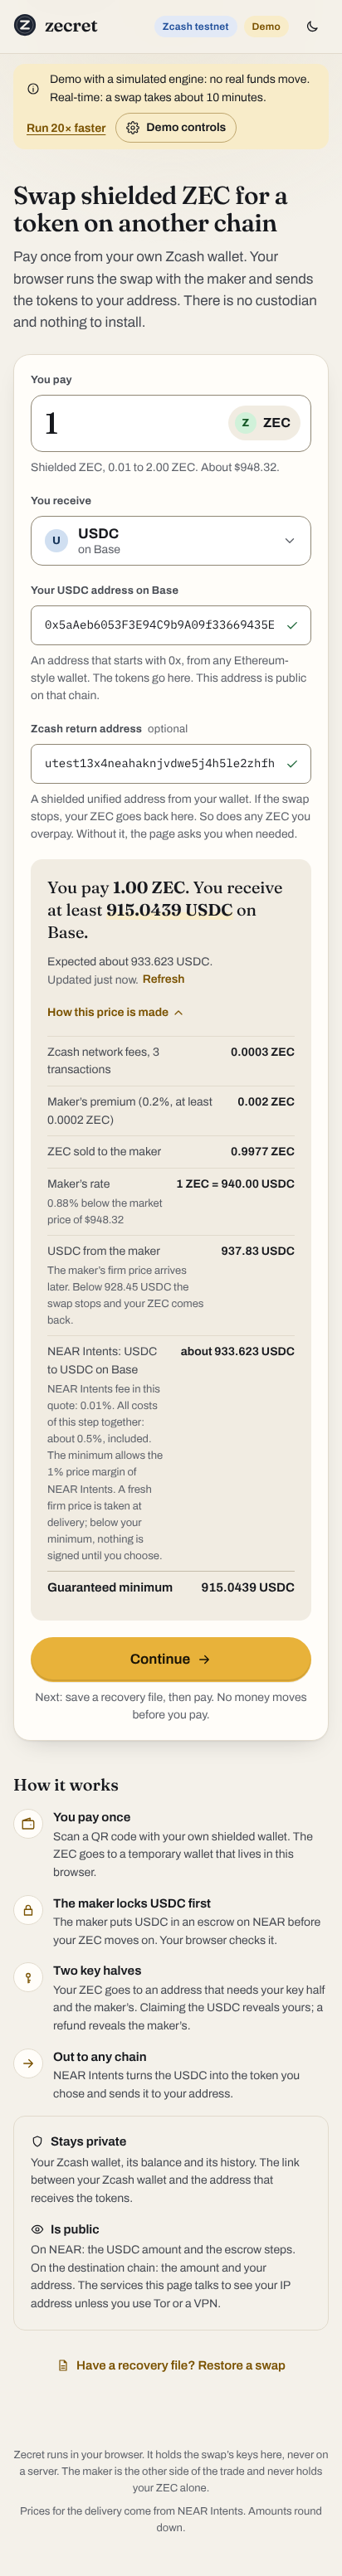 zecret
Zcash testnet
Demo
Demo with a simulated engine: no real funds move.
Real-time: a swap takes about 10 minutes.
Run 20× faster
Demo controls
Swap shielded ZEC for a
token on another chain
Pay once from your own Zcash wallet. Your
browser runs the swap with the maker and sends
the tokens to your address. There is no custodian
and nothing to install.
You pay
1
Z
ZEC
Shielded ZEC, 0.01 to 2.00 ZEC. About $948.32.
You receive
U
USDC
on Base
Your USDC address on Base
0x5aAeb6053F3E94C9b9A09f33669435E
An address that starts with 0x, from any Ethereum-
style wallet. The tokens go here. This address is public
on that chain.
Zcash return address optional
utest13x4neahaknjvdwe5j4h5le2zhfh
A shielded unified address from your wallet. If the swap
stops, your ZEC goes back here. So does any ZEC you
overpay. Without it, the page asks you when needed.
You pay 1.00 ZEC. You receive
at least 915.0439 USDC on
Base.
Expected about 933.623 USDC.
Updated just now. Refresh
How this price is made
Zcash network fees, 3
transactions
0.0003 ZEC
Maker's premium (0.2%, at least
0.0002 ZEC)
0.002 ZEC
ZEC sold to the maker
0.9977 ZEC
Maker's rate
1 ZEC = 940.00 USDC
0.88% below the market
price of $948.32
USDC from the maker
937.83 USDC
The maker's firm price arrives
later. Below 928.45 USDC the
swap stops and your ZEC comes
back.
NEAR Intents: USDC
to USDC on Base
about 933.623 USDC
NEAR Intents fee in this
quote: 0.01%. All costs
of this step together:
about 0.5%, included.
The minimum allows the
1% price margin of
NEAR Intents. A fresh
firm price is taken at
delivery; below your
minimum, nothing is
signed until you choose.
Guaranteed minimum
915.0439 USDC
Continue
Next: save a recovery file, then pay. No money moves
before you pay.
How it works
You pay once
Scan a QR code with your own shielded wallet. The
ZEC goes to a temporary wallet that lives in this
browser.
The maker locks USDC first
The maker puts USDC in an escrow on NEAR before
your ZEC moves on. Your browser checks it.
Two key halves
Your ZEC goes to an address that needs your key half
and the maker's. Claiming the USDC reveals yours; a
refund reveals the maker's.
Out to any chain
NEAR Intents turns the USDC into the token you
chose and sends it to your address.
Stays private
Your Zcash wallet, its balance and its history. The link
between your Zcash wallet and the address that
receives the tokens.
Is public
On NEAR: the USDC amount and the escrow steps.
On the destination chain: the amount and your
address. The services this page talks to see your IP
address unless you use Tor or a VPN.
Have a recovery file? Restore a swap
Zecret runs in your browser. It holds the swap's keys here, never on
a server. The maker is the other side of the trade and never holds
your ZEC alone.
Prices for the delivery come from NEAR Intents. Amounts round
down.